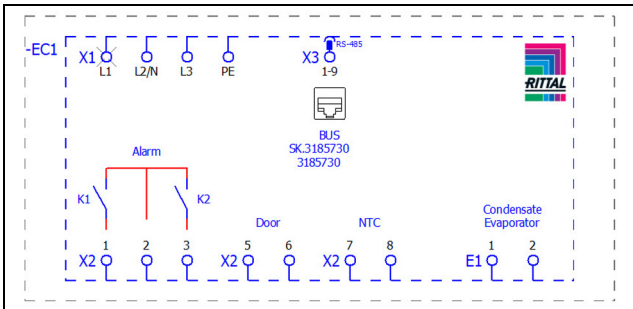 -EC1
X1
L1
L2/N
L3
PE
X3
RS-485
1-9
RITTAL
BUS
SK.3185730
3185730
Alarm
K1
K2
Door
NTC
Condensate
Evaporator
X2 1 2 3
X2 5 6
X2 7 8
E1 1 2